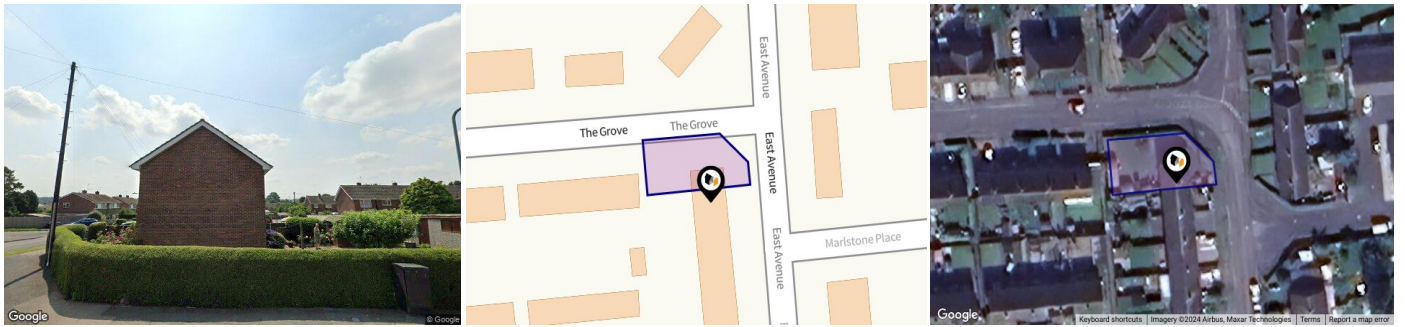 Google
© Google
East Avenue
The Grove
The Grove
East Avenue
East Avenue
Marlstone Place
Google
Keyboard shortcuts
Imagery ©2024 Airbus, Maxar Technologies
Terms
Report a map error